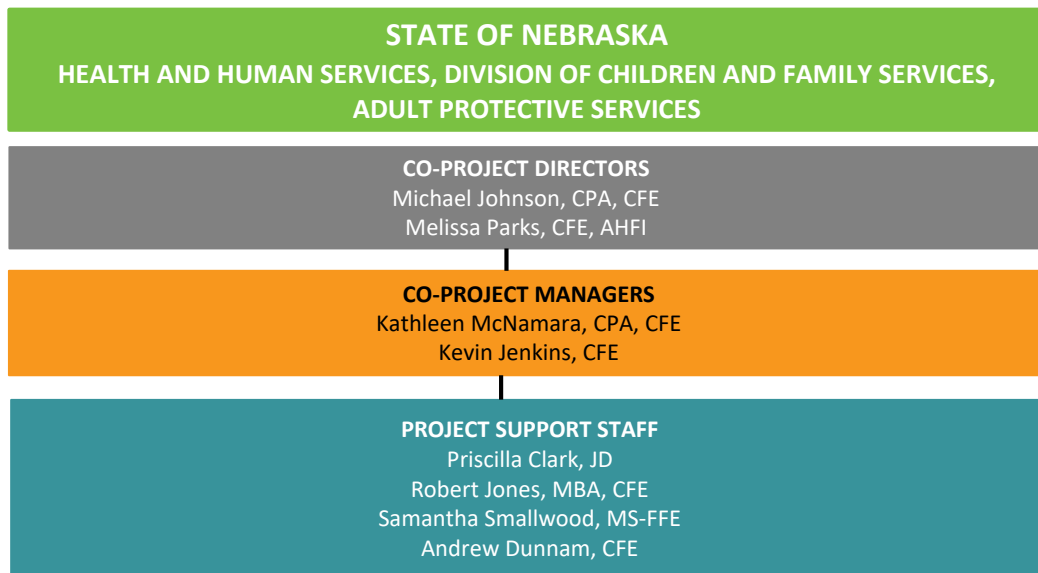 STATE OF NEBRASKA
HEALTH AND HUMAN SERVICES, DIVISION OF CHILDREN AND FAMILY SERVICES,
ADULT PROTECTIVE SERVICES
CO-PROJECT DIRECTORS
Michael Johnson, CPA, CFE
Melissa Parks, CFE, AHFI
CO-PROJECT MANAGERS
Kathleen McNamara, CPA, CFE
Kevin Jenkins, CFE
PROJECT SUPPORT STAFF
Priscilla Clark, JD
Robert Jones, MBA, CFE
Samantha Smallwood, MS-FFE
Andrew Dunnam, CFE